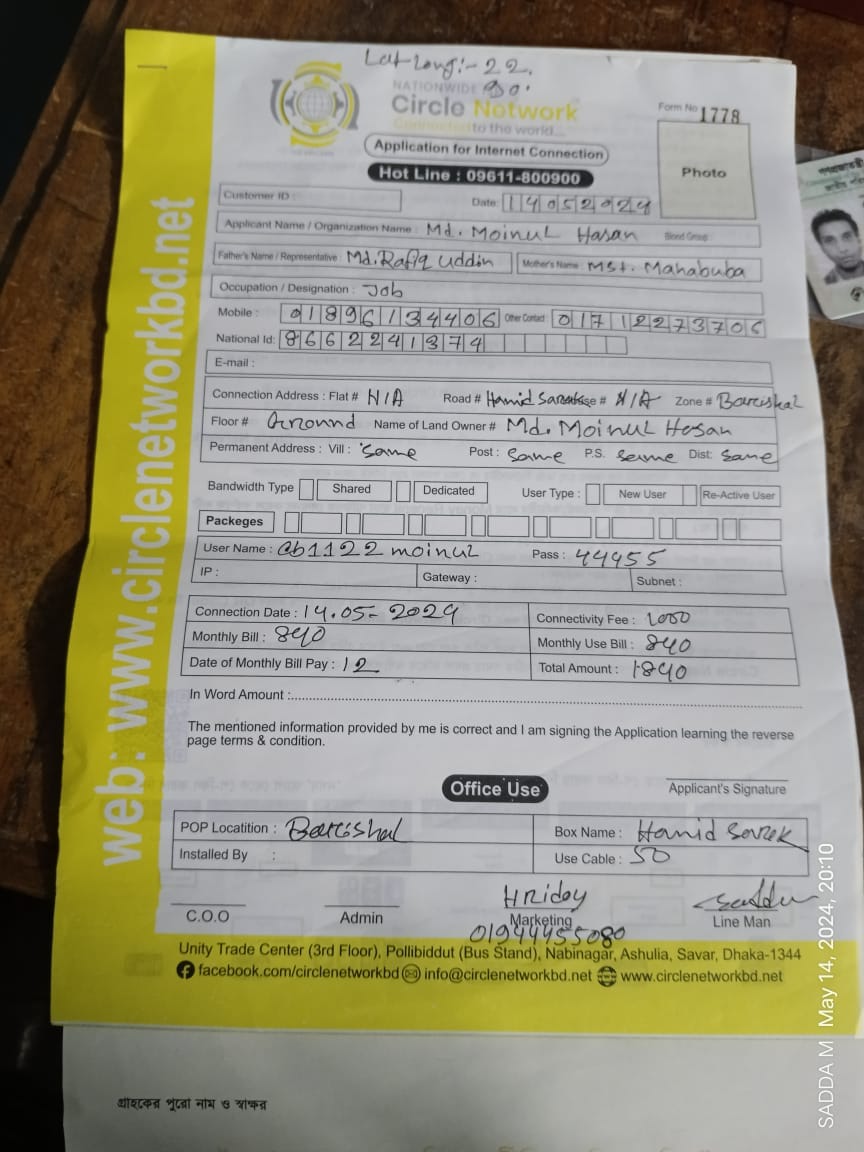 Lat Long:- 22.
90.
NATIONWIDE
Circle Network
Connected to the world...
Form No 1778
Application for Internet Connection
Photo
Hot Line : 09611-800900
Customer ID :
Date: 14052024
Applicant Name / Organization Name : Md. Moinul Hasan Blood Group:
Father's Name / Representative : Md. Rafiq Uddin Mother's Name : Mst. Mahabuba
Occupation / Designation : Job
Mobile : 01896134406 Other Contact : 01712273706
National Id: 8662241374
E-mail :
Connection Address : Flat # N/A Road # Hamid # N/A Zone # Barcishal
Floor # Name of Land Owner # Md. Moinul Hasan
Permanent Address : Vill : Same Post : Same P.S. Same Dist: Same
Bandwidth Type Shared Dedicated User Type : New User Re-Active User
Packeges
User Name : cb1122 moinul Pass : 44455
IP : Gateway : Subnet :
Connection Date : 14.05-2024 Connectivity Fee : 1000
Monthly Bill : 840 Monthly Use Bill : 840
Date of Monthly Bill Pay : 12 Total Amount : 1840
In Word Amount :
The mentioned information provided by me is correct and I am signing the Application learning the reverse
page terms & condition.
Office Use
Applicant's Signature
POP Locatition : Barcishal Box Name : Hamid Sorek
Installed By : Use Cable : 50
Hriday Saddam
C.O.O Admin Marketing Line Man
01944455080
Unity Trade Center (3rd Floor), Pollibiddut (Bus Stand), Nabinagar, Ashulia, Savar, Dhaka-1344
facebook.com/circlenetworkbd info@circlenetworkbd.net www.circlenetworkbd.net
web: www.circlenetworkbd.net
গ্রাহকের পুরো নাম ও স্বাক্ষর
SADDA M May 14, 2024, 20:10